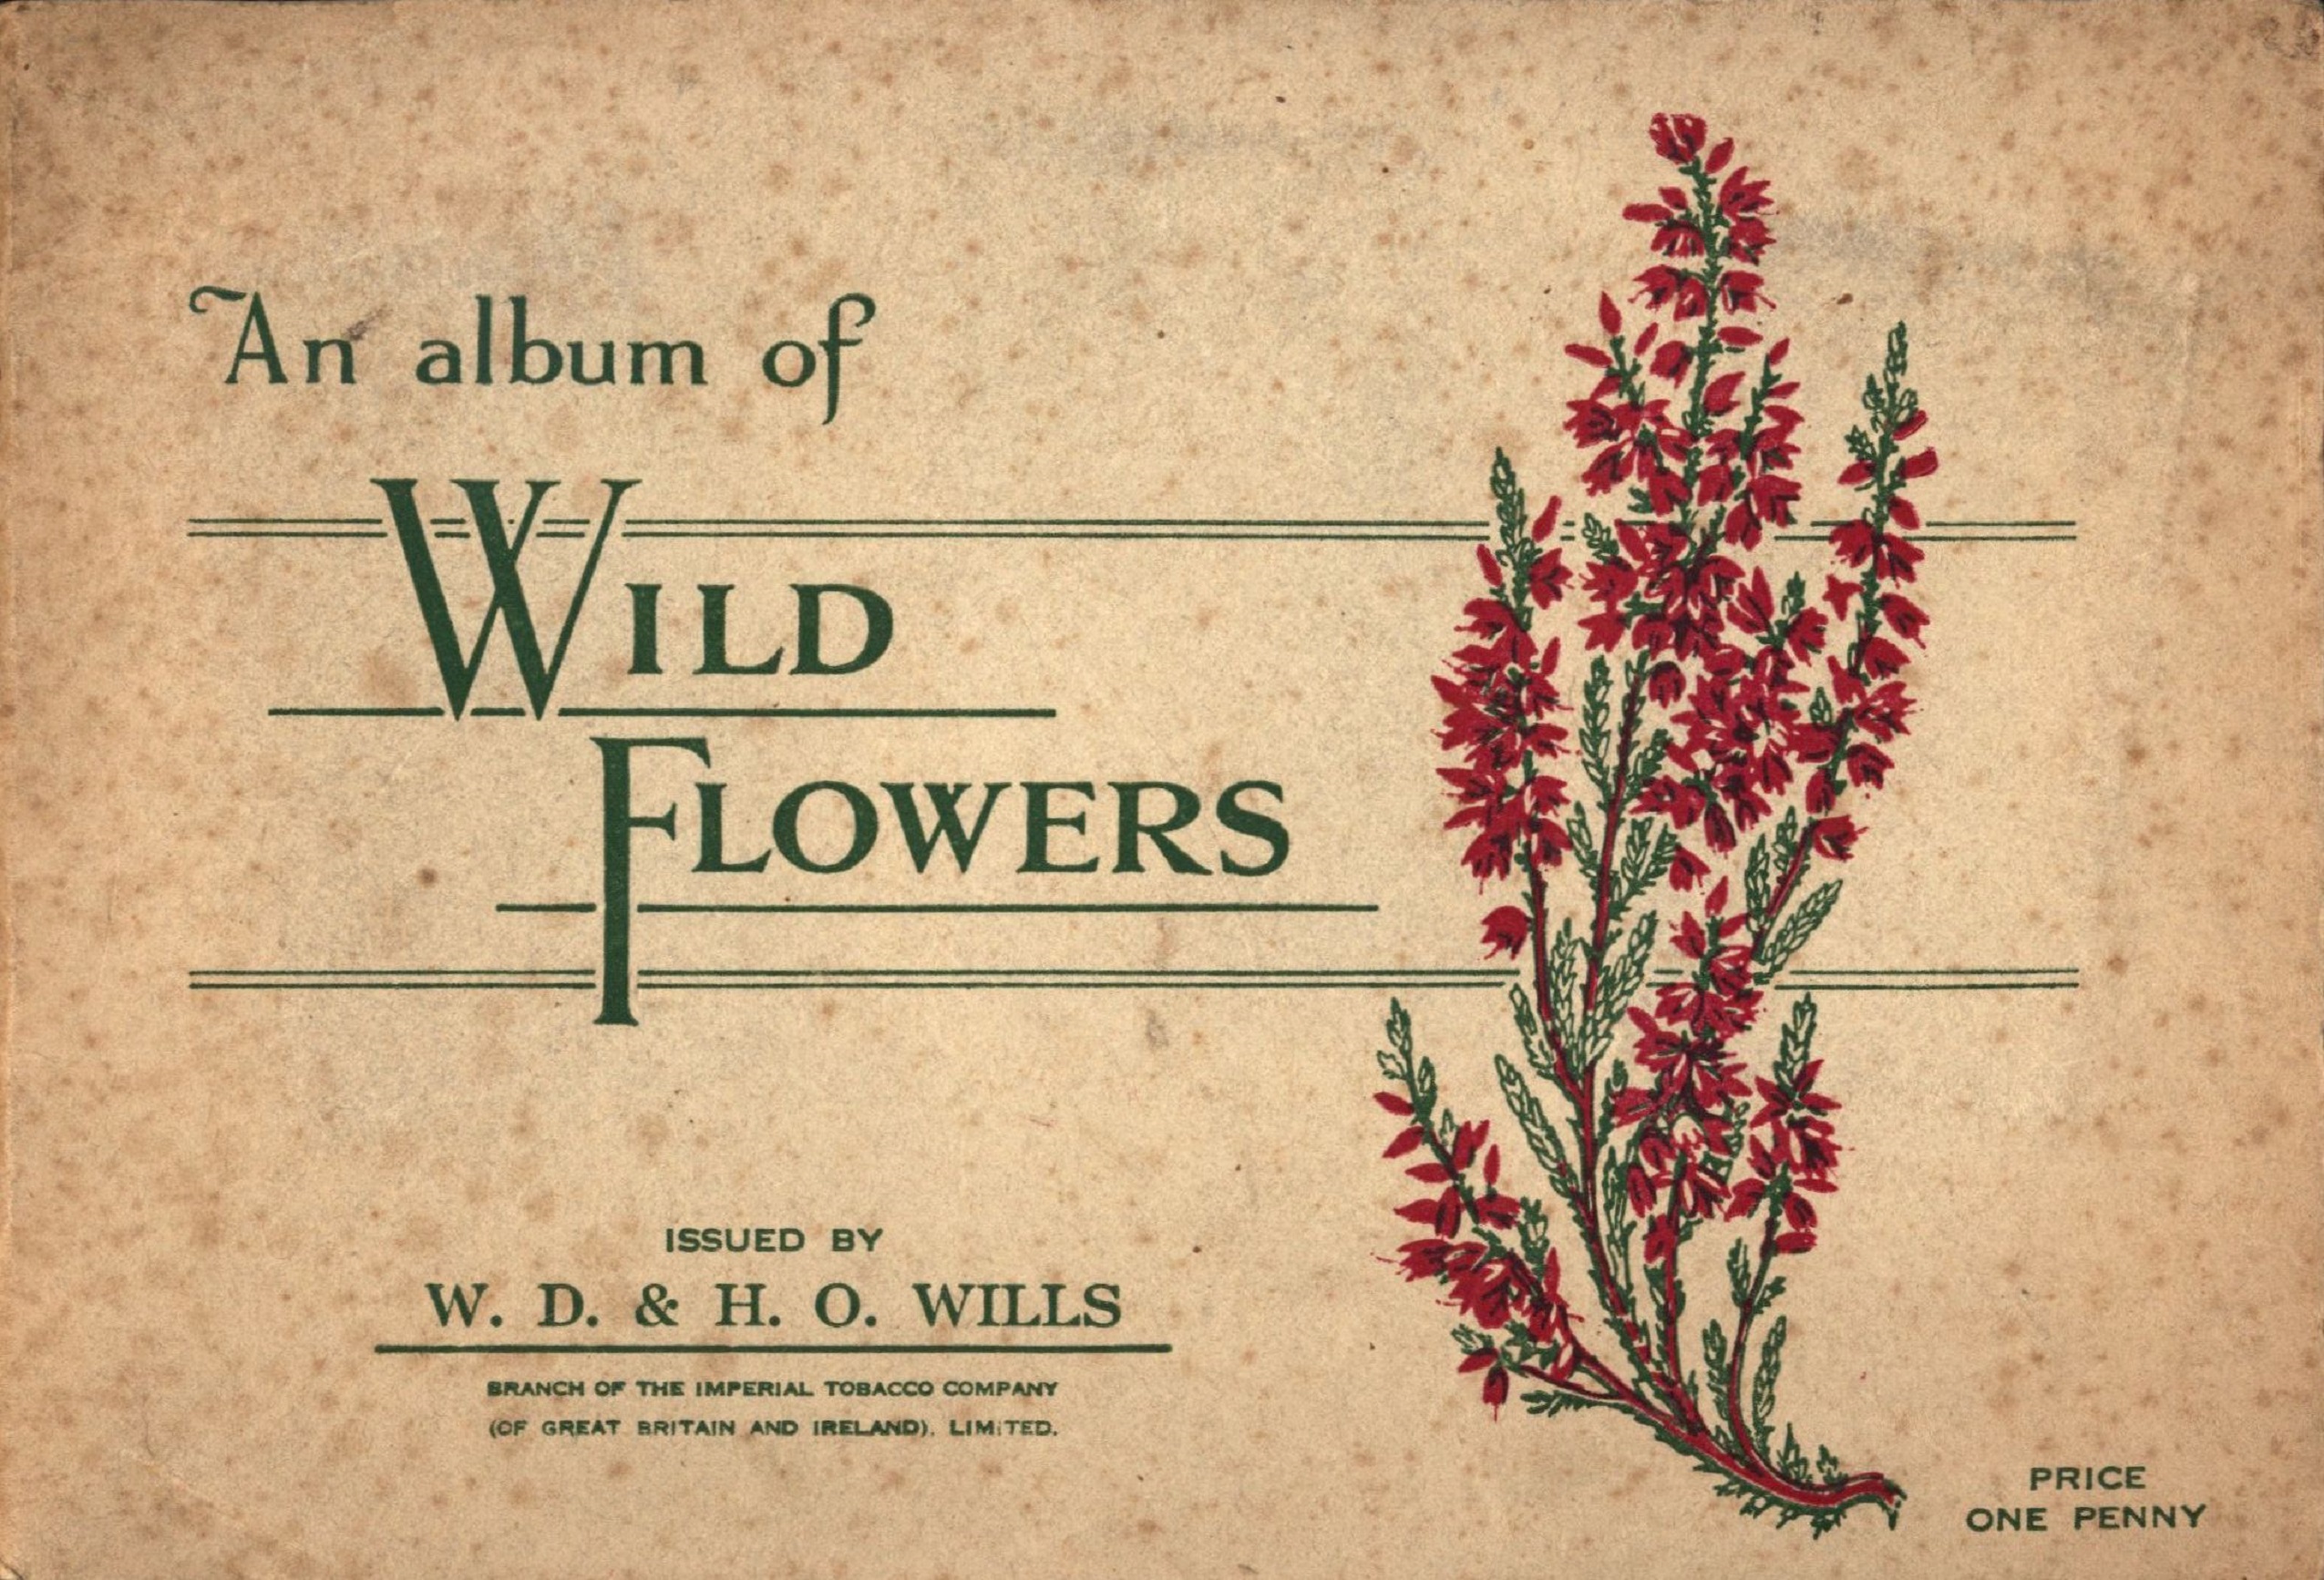 An album of
WILD
FLOWERS
ISSUED BY
W. D. & H. O. WILLS
BRANCH OF THE IMPERIAL TOBACCO COMPANY
(OF GREAT BRITAIN AND IRELAND), LIMITED.
PRICE
ONE PENNY